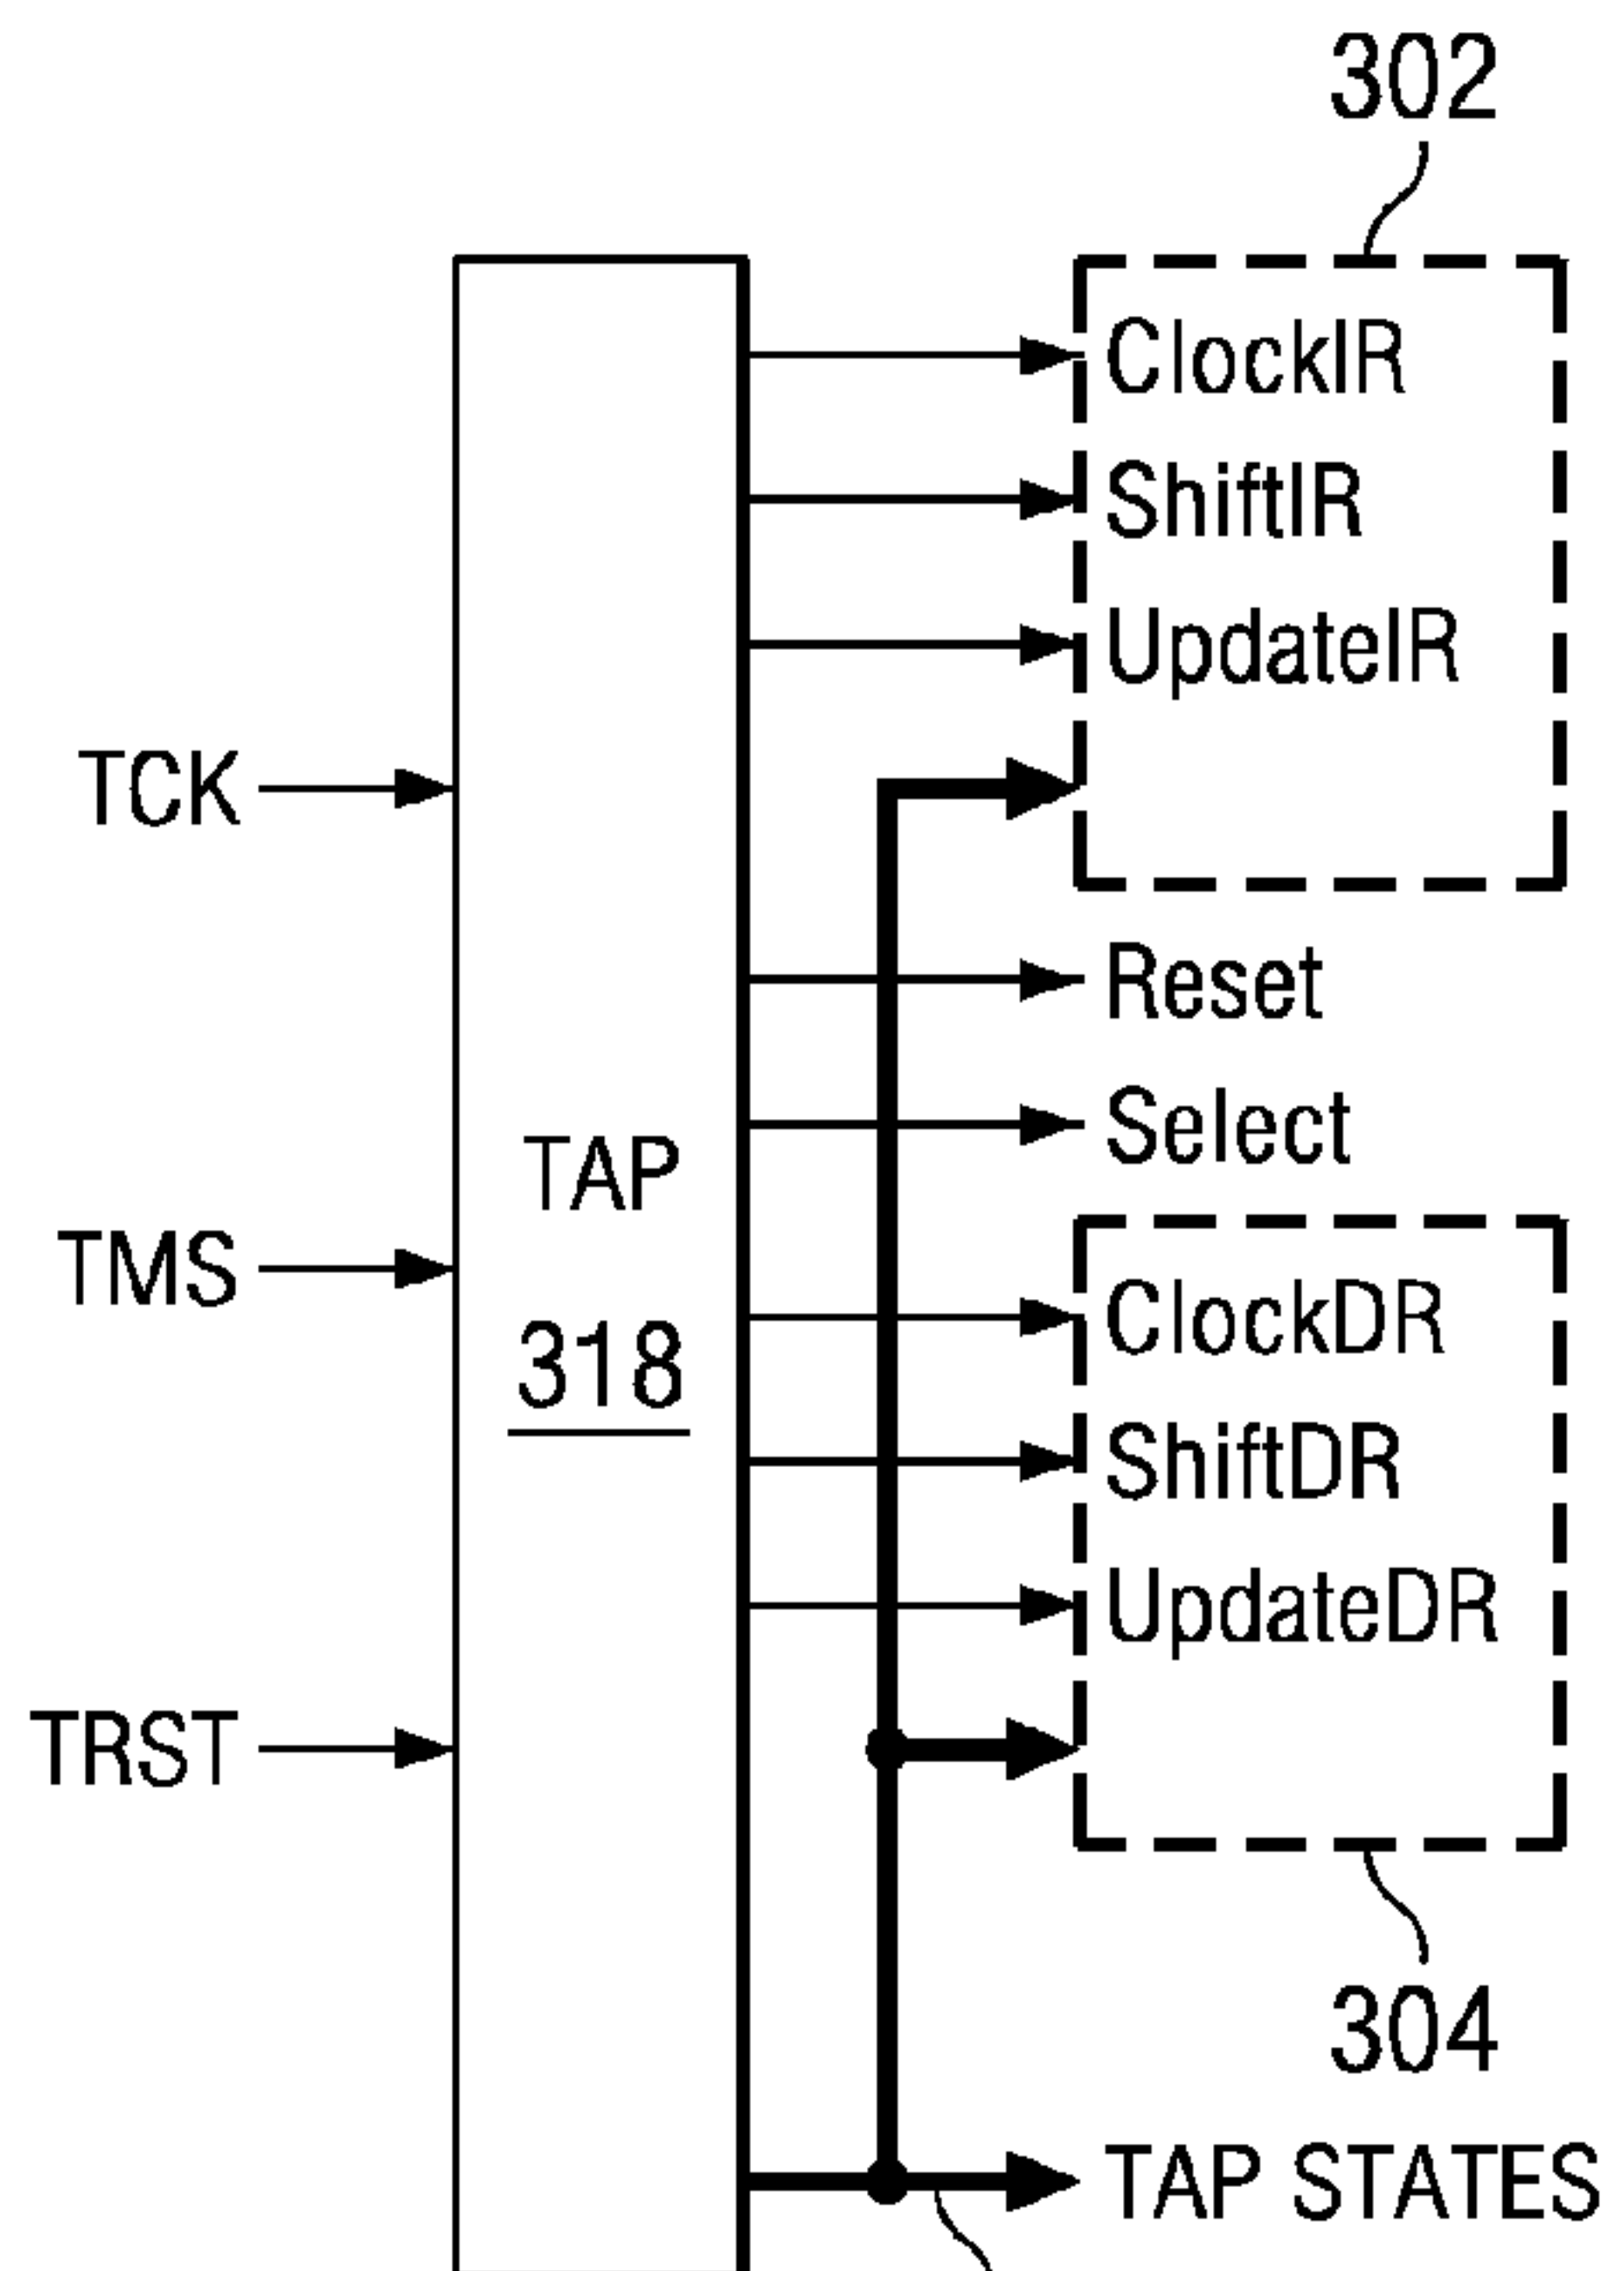 302
ClockIR
ShiftIR
UpdateIR
TCK
Reset
Select
TAP
TMS
318
ClockDR
ShiftDR
UpdateDR
TRST
304
TAP STATES